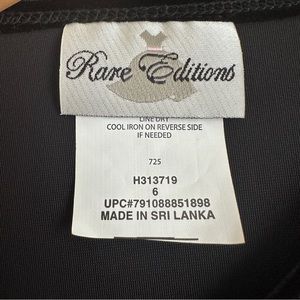 Rare Editions
LINE DRY
COOL IRON ON REVERSE SIDE
IF NEEDED
725
H313719
6
UPC#791088851898
MADE IN SRI LANKA